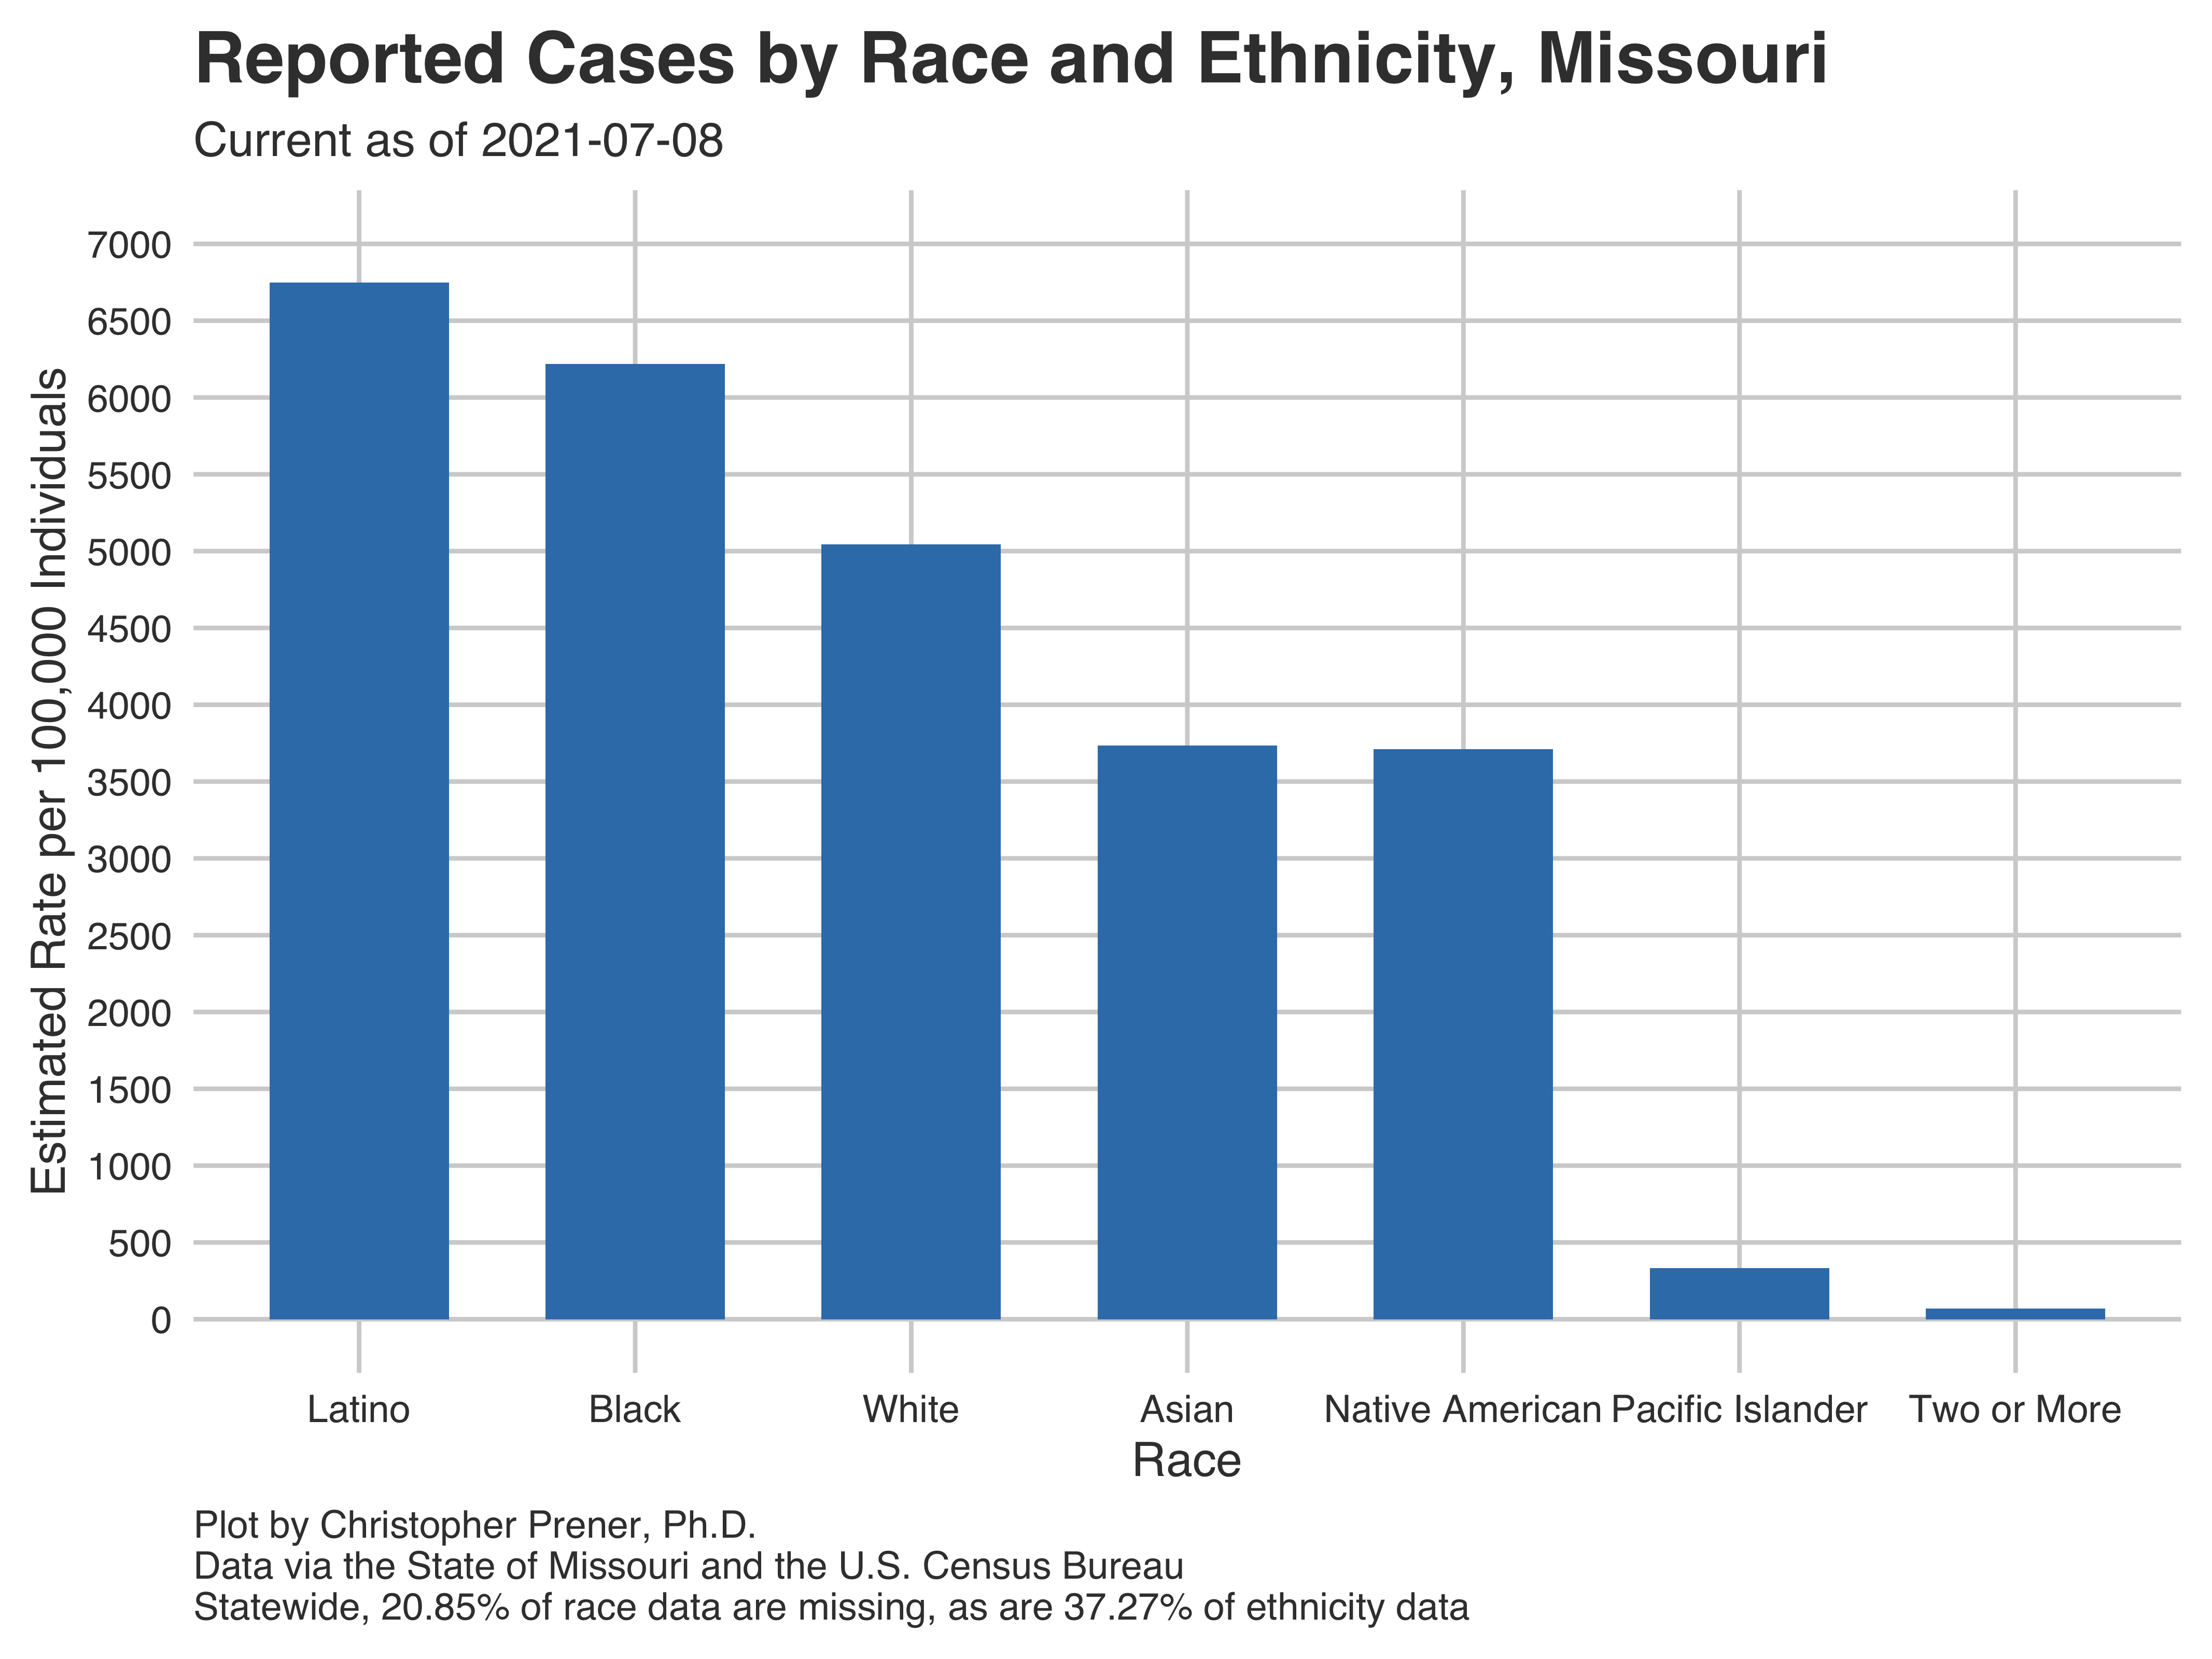 Reported Cases by Race and Ethnicity, Missouri
Current as of 2021-07-08
Estimated Rate per 100,000 Individuals
7000
6500
6000
5500
5000
4500
4000
3500
3000
2500
2000
1500
1000
500
0
Latino Black White Asian Native American Pacific Islander Two or More
Race
Plot by Christopher Prener, Ph.D.
Data via the State of Missouri and the U.S. Census Bureau
Statewide, 20.85% of race data are missing, as are 37.27% of ethnicity data